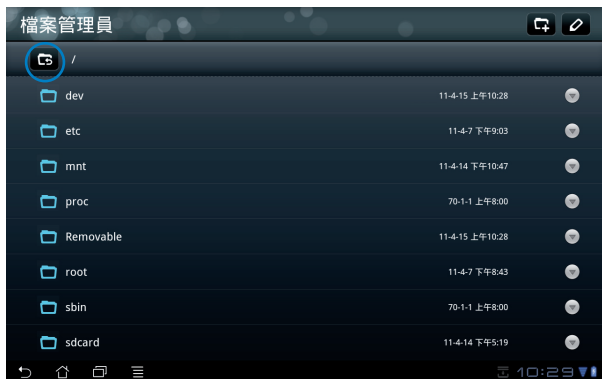 檔案管理員
/
dev 11-4-15 上午10:28
etc 11-4-7 下午9:03
mnt 11-4-14 下午10:47
proc 70-1-1 上午8:00
Removable 11-4-15 上午10:28
root 11-4-7 下午8:43
sbin 70-1-1 上午8:00
sdcard 11-4-14 下午5:19
10:29